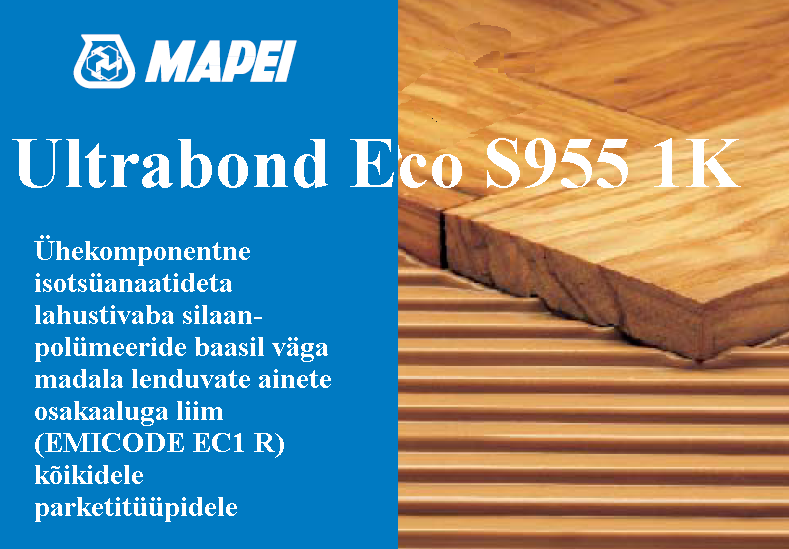 MAPEI
Ultrabond Eco S955 1K
Ühekomponentne
isotsüanaatideta
lahustivaba silaan-
polümeeride baasil väga
madala lenduvate ainete
osakaaluga liim
(EMICODE EC1 R)
kõikidele
parketitüüpidele